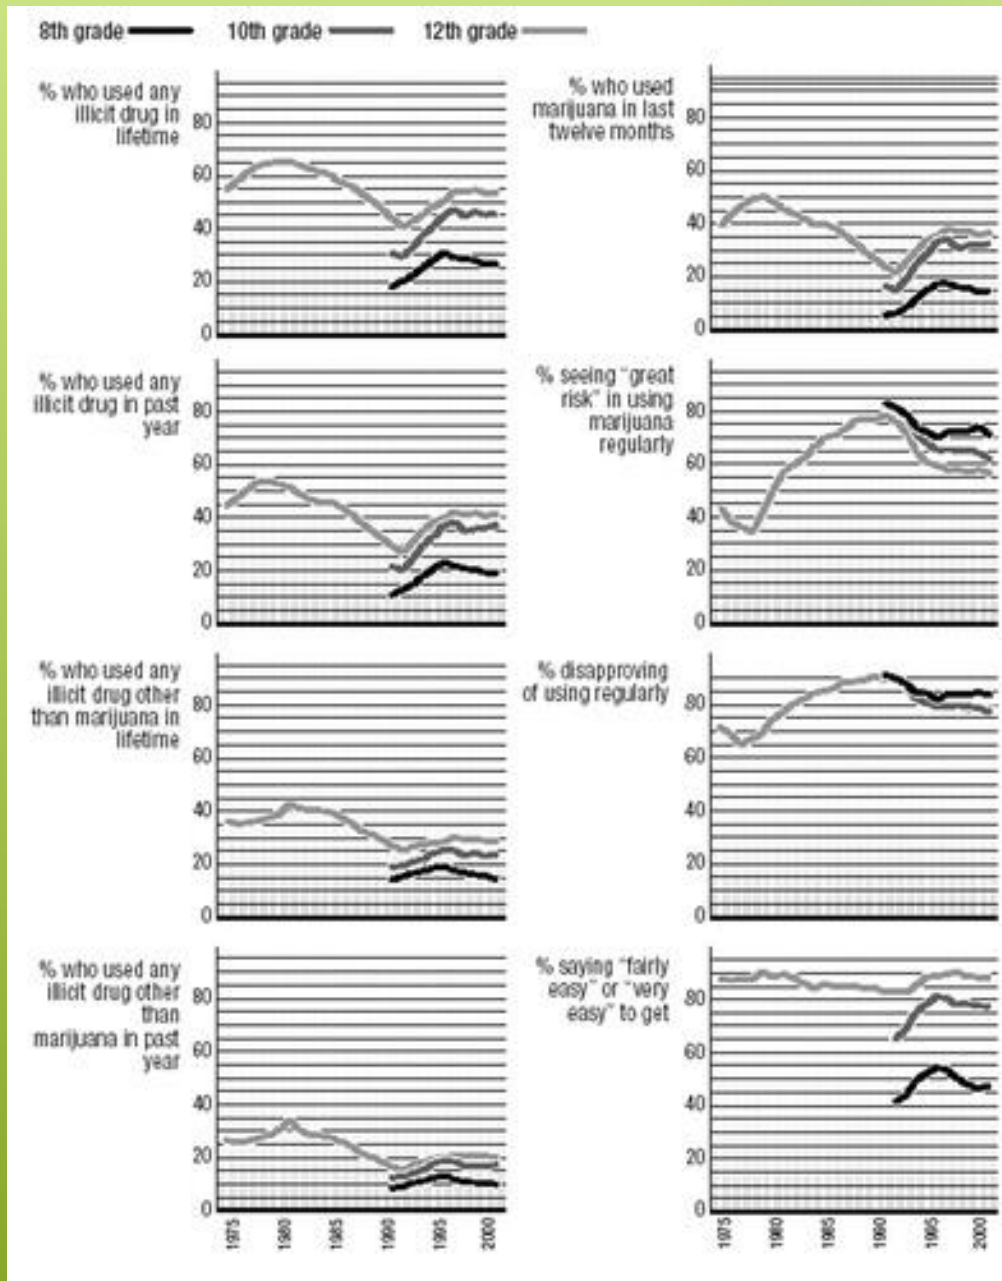 8th grade
10th grade
12th grade
% who used any
illicit drug in
lifetime
80
60
40
20
0
% who used
marijuana in last
twelve months
80
60
40
20
0
% who used any
illicit drug in past
year
80
60
40
20
0
% seeing "great
risk" in using
marijuana
regularly
80
60
40
20
0
% who used any
illicit drug other
than marijuana in
lifetime
80
60
40
20
0
% disapproving
of using regularly
80
60
40
20
0
% who used any
illicit drug other
than
marijuana in past
year
80
60
40
20
0
1975
1980
1985
1990
1995
2000
% saying "fairly
easy" or "very
easy" to get
80
60
40
20
0
1975
1980
1985
1990
1995
2000